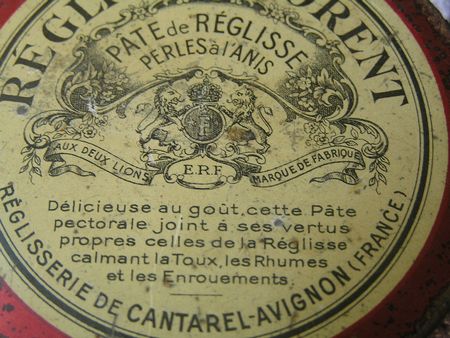 RÉGLI ORENT
PÂTE de RÉGLISSE
PERLES à l'ANIS
AUX DEUX LIONS
E.R.F
MARQUE DE FABRIQUE
Délicieuse au goût, cette Pâte
pectorale joint à ses vertus
propres celles de la Réglisse
calmant la Toux, les Rhumes
et les Enrouements.
RÉGLISSERIE DE CANTAREL-AVIGNON (FRANCE)